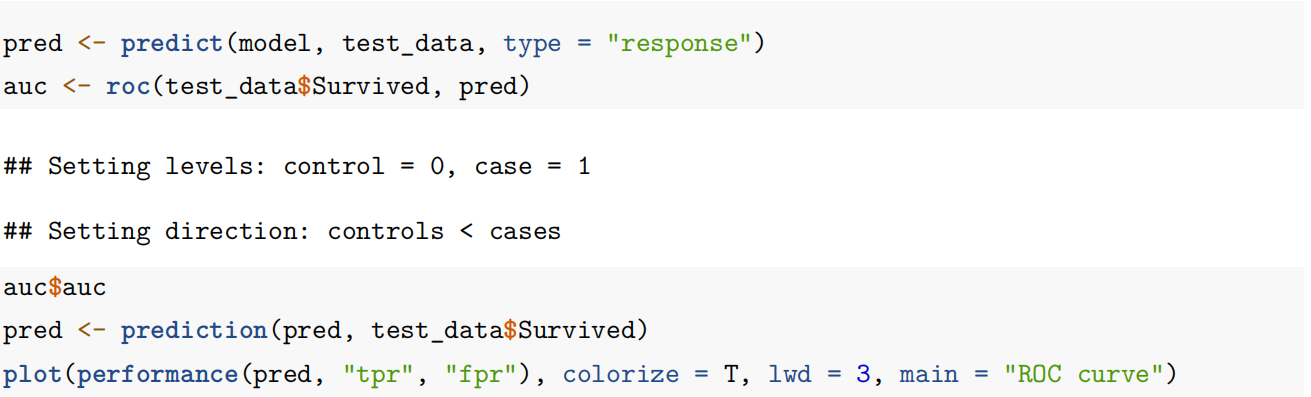 pred <- predict(model, test_data, type = "response")
auc <- roc(test_data$Survived, pred)
## Setting levels: control = 0, case = 1
## Setting direction: controls < cases
auc$auc
pred <- prediction(pred, test_data$Survived)
plot(performance(pred, "tpr", "fpr"), colorize = T, lwd = 3, main = "ROC curve")